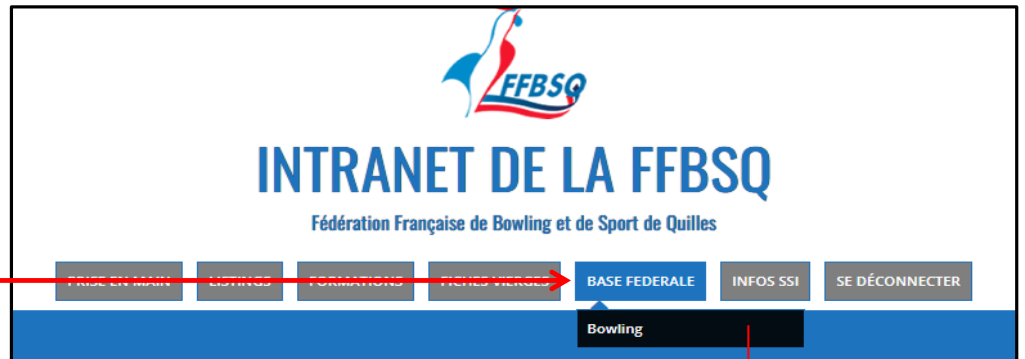 FFBSQ
INTRANET DE LA FFBSQ
Fédération Française de Bowling et de Sport de Quilles
PRISE EN MAIN LISTINGS FORMATIONS FICHES VIERGES BASE FEDERALE INFOS SSI SE DÉCONNECTER
Bowling